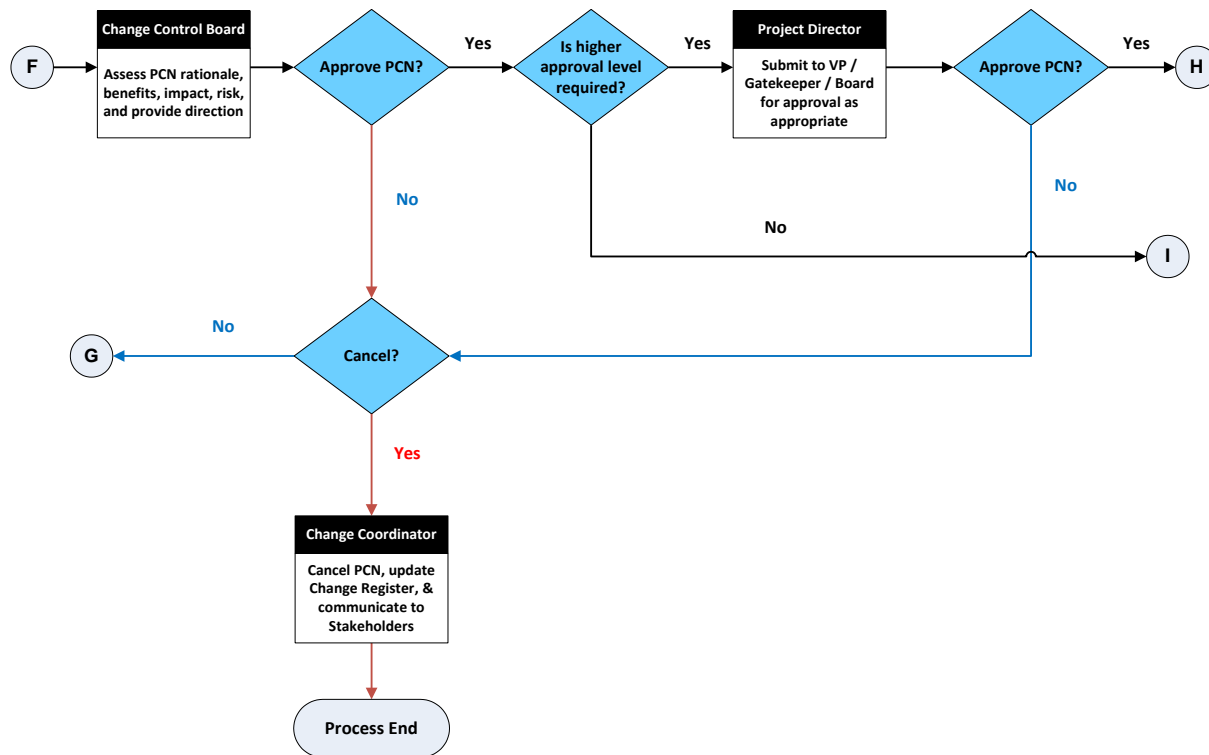 F
Change Control Board
Assess PCN rationale,
benefits, impact, risk,
and provide direction
Approve PCN?
Yes
Is higher
approval level
required?
Yes
Project Director
Submit to VP /
Gatekeeper / Board
for approval as
appropriate
Approve PCN?
Yes
H
No
No
No
I
No
G
Cancel?
Yes
Change Coordinator
Cancel PCN, update
Change Register, &
communicate to
Stakeholders
Process End